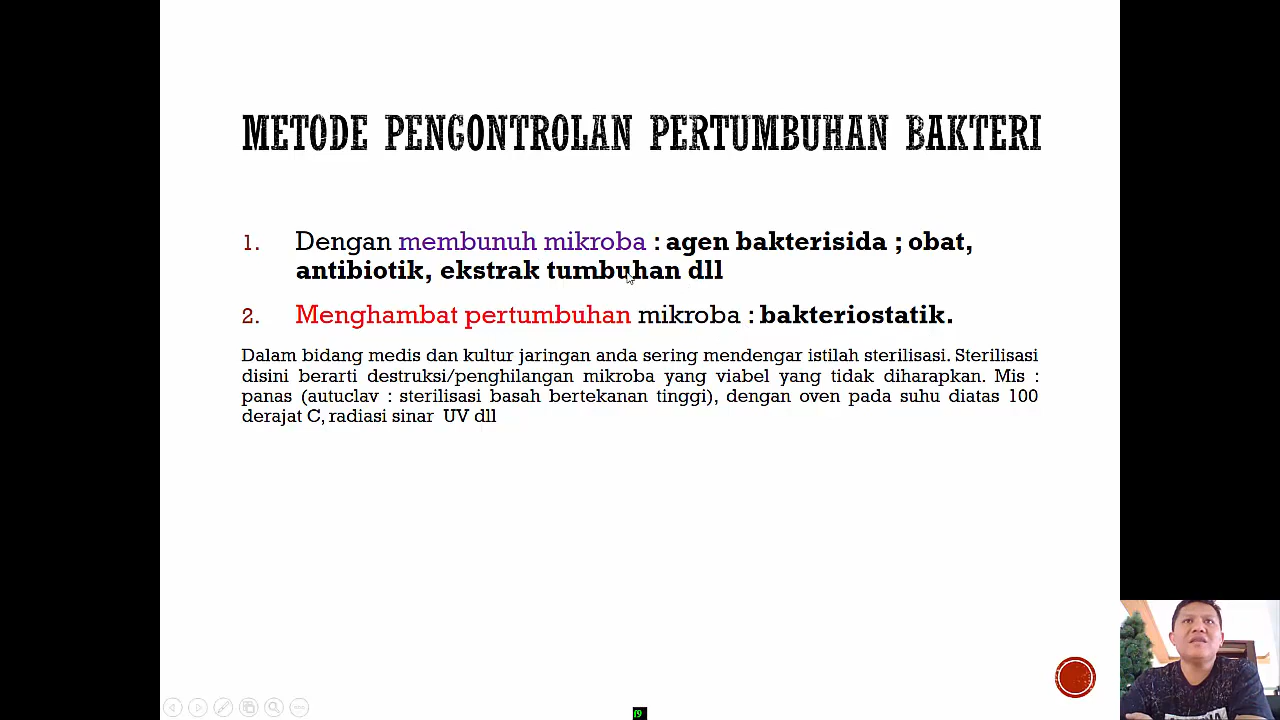 METODE PENGONTROLAN PERTUMBUHAN BAKTERI
1. Dengan membunuh mikroba : agen bakterisida ; obat,
antibiotik, ekstrak tumbuhan dll
2. Menghambat pertumbuhan mikroba : bakteriostatik.
Dalam bidang medis dan kultur jaringan anda sering mendengar istilah sterilisasi. Sterilisasi
disini berarti destruksi/penghilangan mikroba yang viabel yang tidak diharapkan. Mis :
panas (autuclav : sterilisasi basah bertekanan tinggi), dengan oven pada suhu diatas 100
derajat C, radiasi sinar UV dll
f9